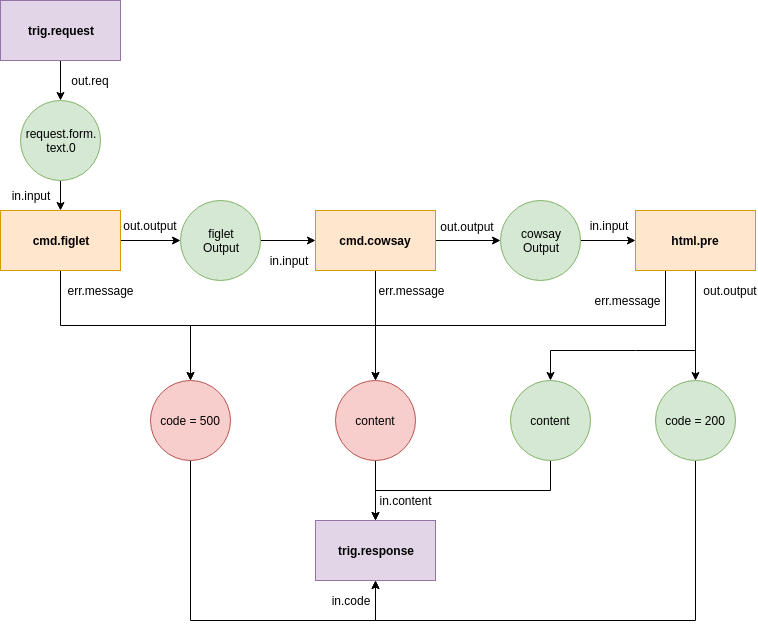 trig.request
out.req
request.form.
text.0
in.input
cmd.figlet
out.output
figlet
Output
in.input
cmd.cowsay
out.output
cowsay
Output
in.input
html.pre
err.message
err.message
err.message
out.output
code = 500
content
content
code = 200
in.content
trig.response
in.code